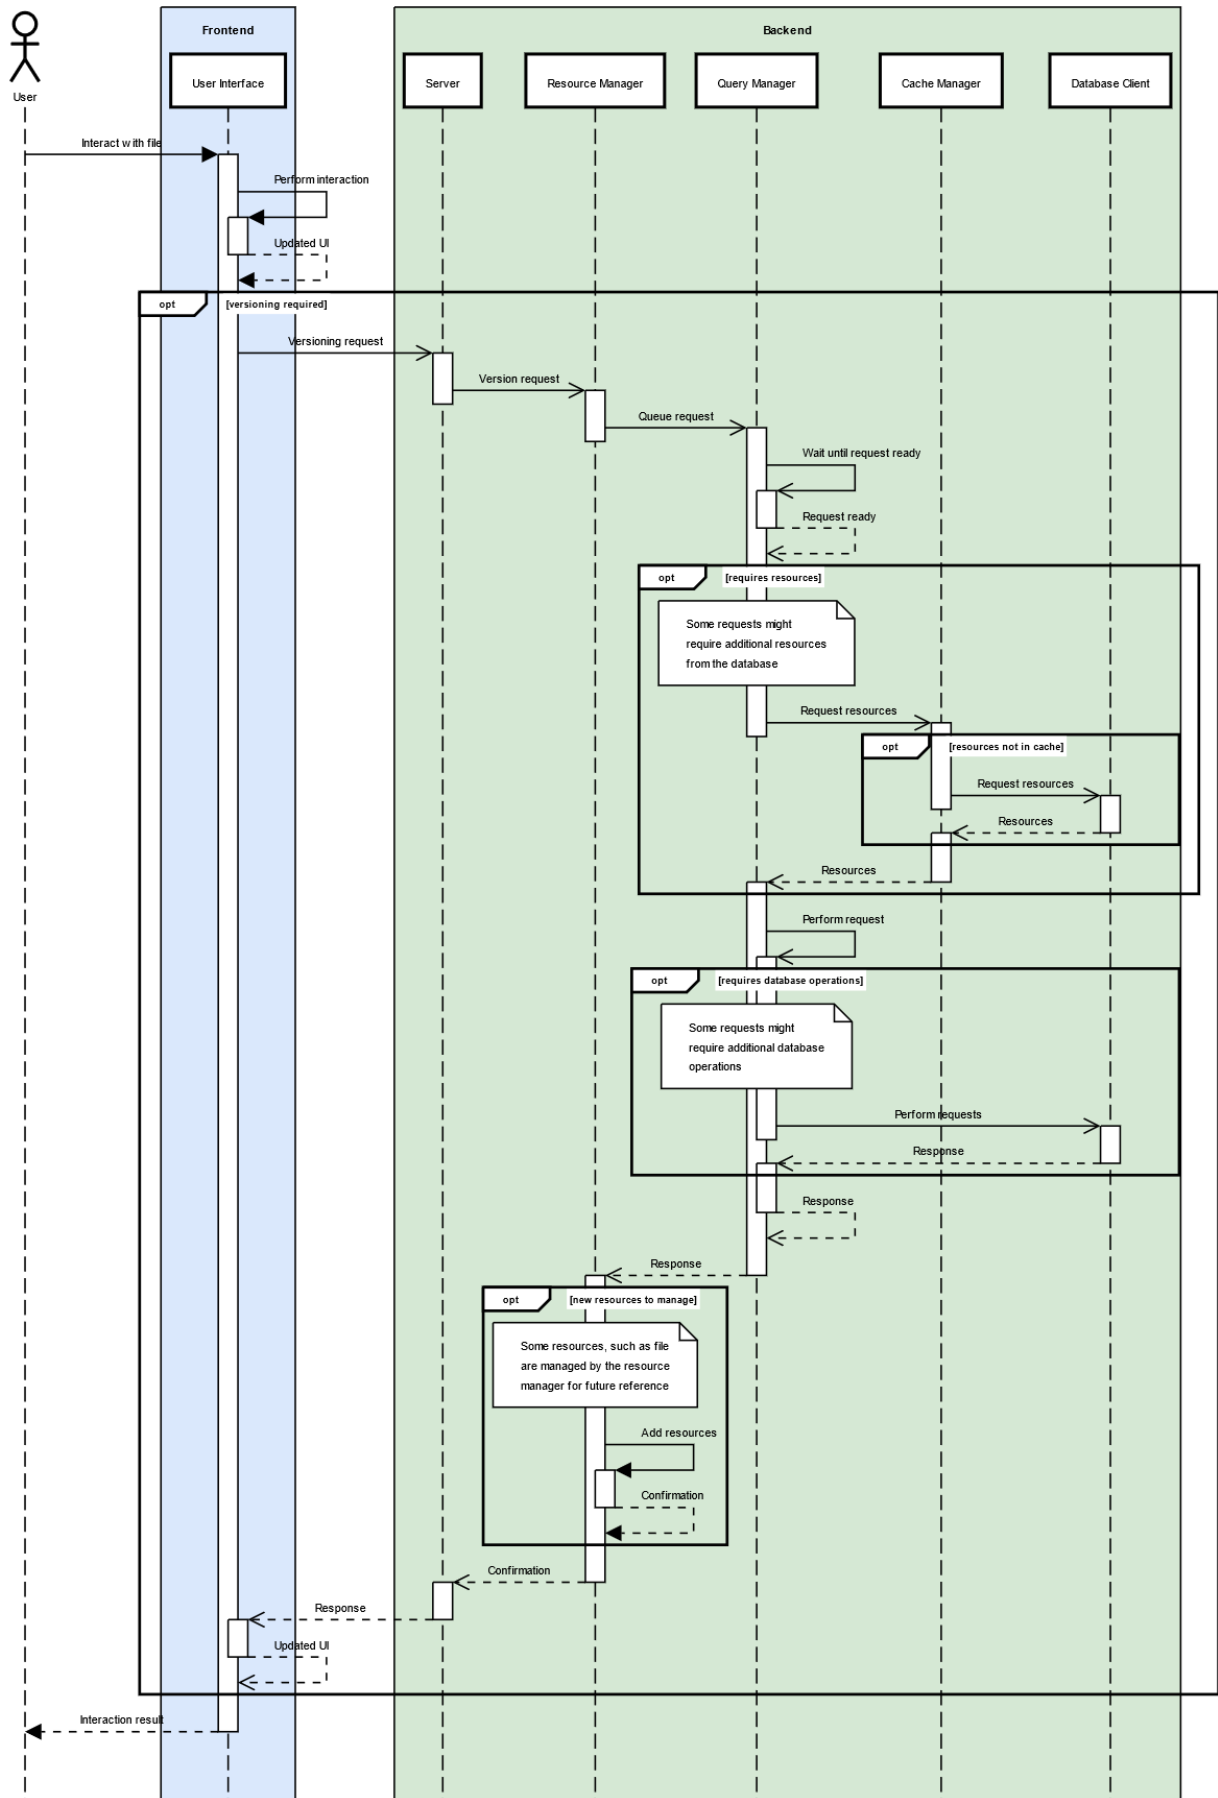 Frontend
Backend
User Interface
Server
Resource Manager
Query Manager
Cache Manager
Database Client
User
Interact with file
Perform interaction
Updated UI
opt
[versioning required]
Versioning request
Version request
Queue request
Wait until request ready
Request ready
opt
[requires resources]
Some requests might
require additional resources
from the database
Request resources
opt
[resources not in cache]
Request resources
Resources
Resources
Perform request
opt
[requires database operations]
Some requests might
require additional database
operations
Perform requests
Response
Response
Response
opt
[new resources to manage]
Some resources, such as file
are managed by the resource
manager for future reference
Add resources
Confirmation
Confirmation
Response
Updated UI
Interaction result